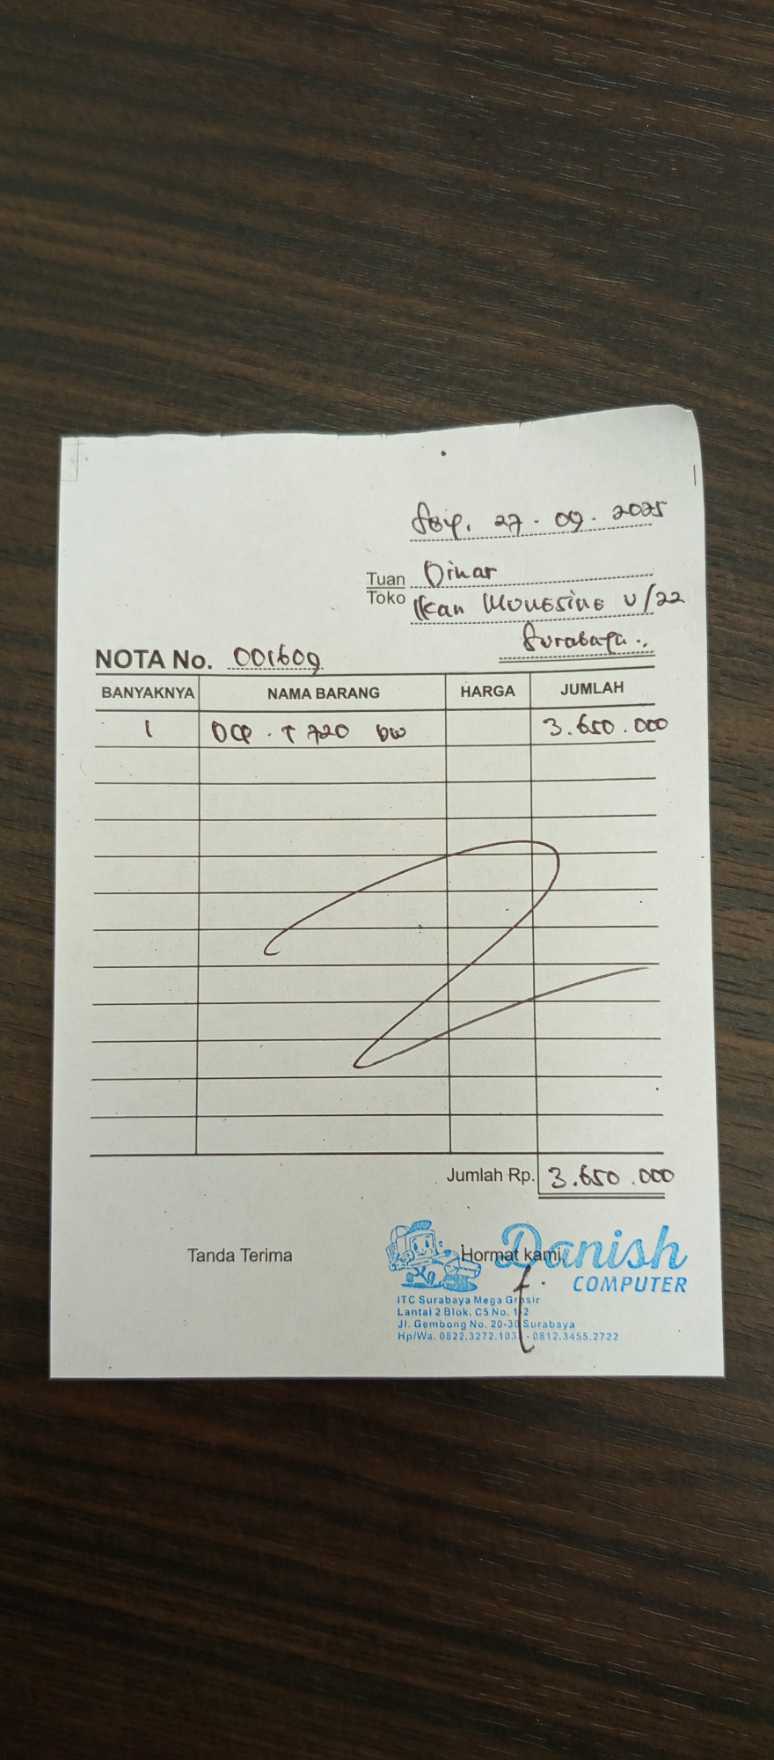 Sby, 27 - 09 - 2025
Tuan Dinar
Toko Ikan Mungsing V/22
Surabaya
NOTA No. 001609
BANYAKNYA NAMA BARANG HARGA JUMLAH
1 DCP - T 720 DW 3.650.000
Jumlah Rp. 3.650.000
Tanda Terima Hormat kami,
Danish
COMPUTER
ITC Surabaya Mega Grosir
Lantai 2 Blok. C5 No. 1-2
Jl. Gembong No. 20-30 Surabaya
Hp/Wa. 0822.3272.103 - 0812.3455.2722